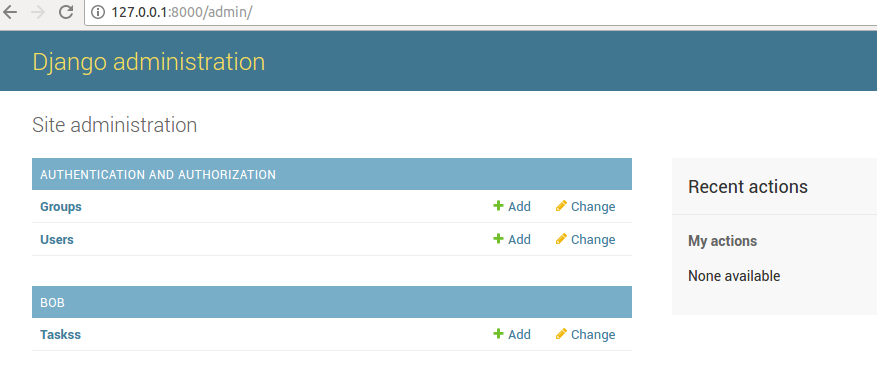 127.0.0.1:8000/admin/
Django administration
Site administration
AUTHENTICATION AND AUTHORIZATION
Groups Add Change
Users Add Change
BOB
Taskss Add Change
Recent actions
My actions
None available